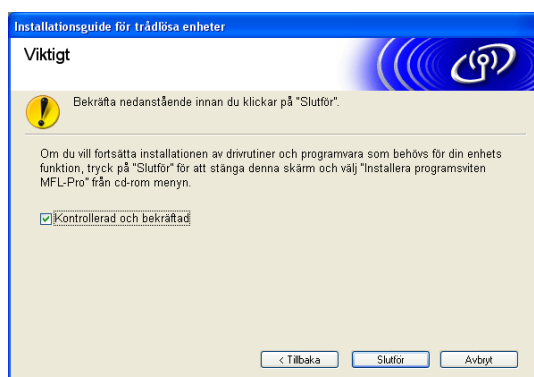 Installationsguide för trådlösa enheter
Viktigt
Bekräfta nedanstående innan du klickar på "Slutför".
Om du vill fortsätta installationen av drivrutiner och programvara som behövs för din enhets
funktion, tryck på "Slutför" för att stänga denna skärm och välj "Installera programsviten
MFL-Pro" från cd-rom menyn.
Kontrollerad och bekräftad
< Tillbaka
Slutför
Avbryt